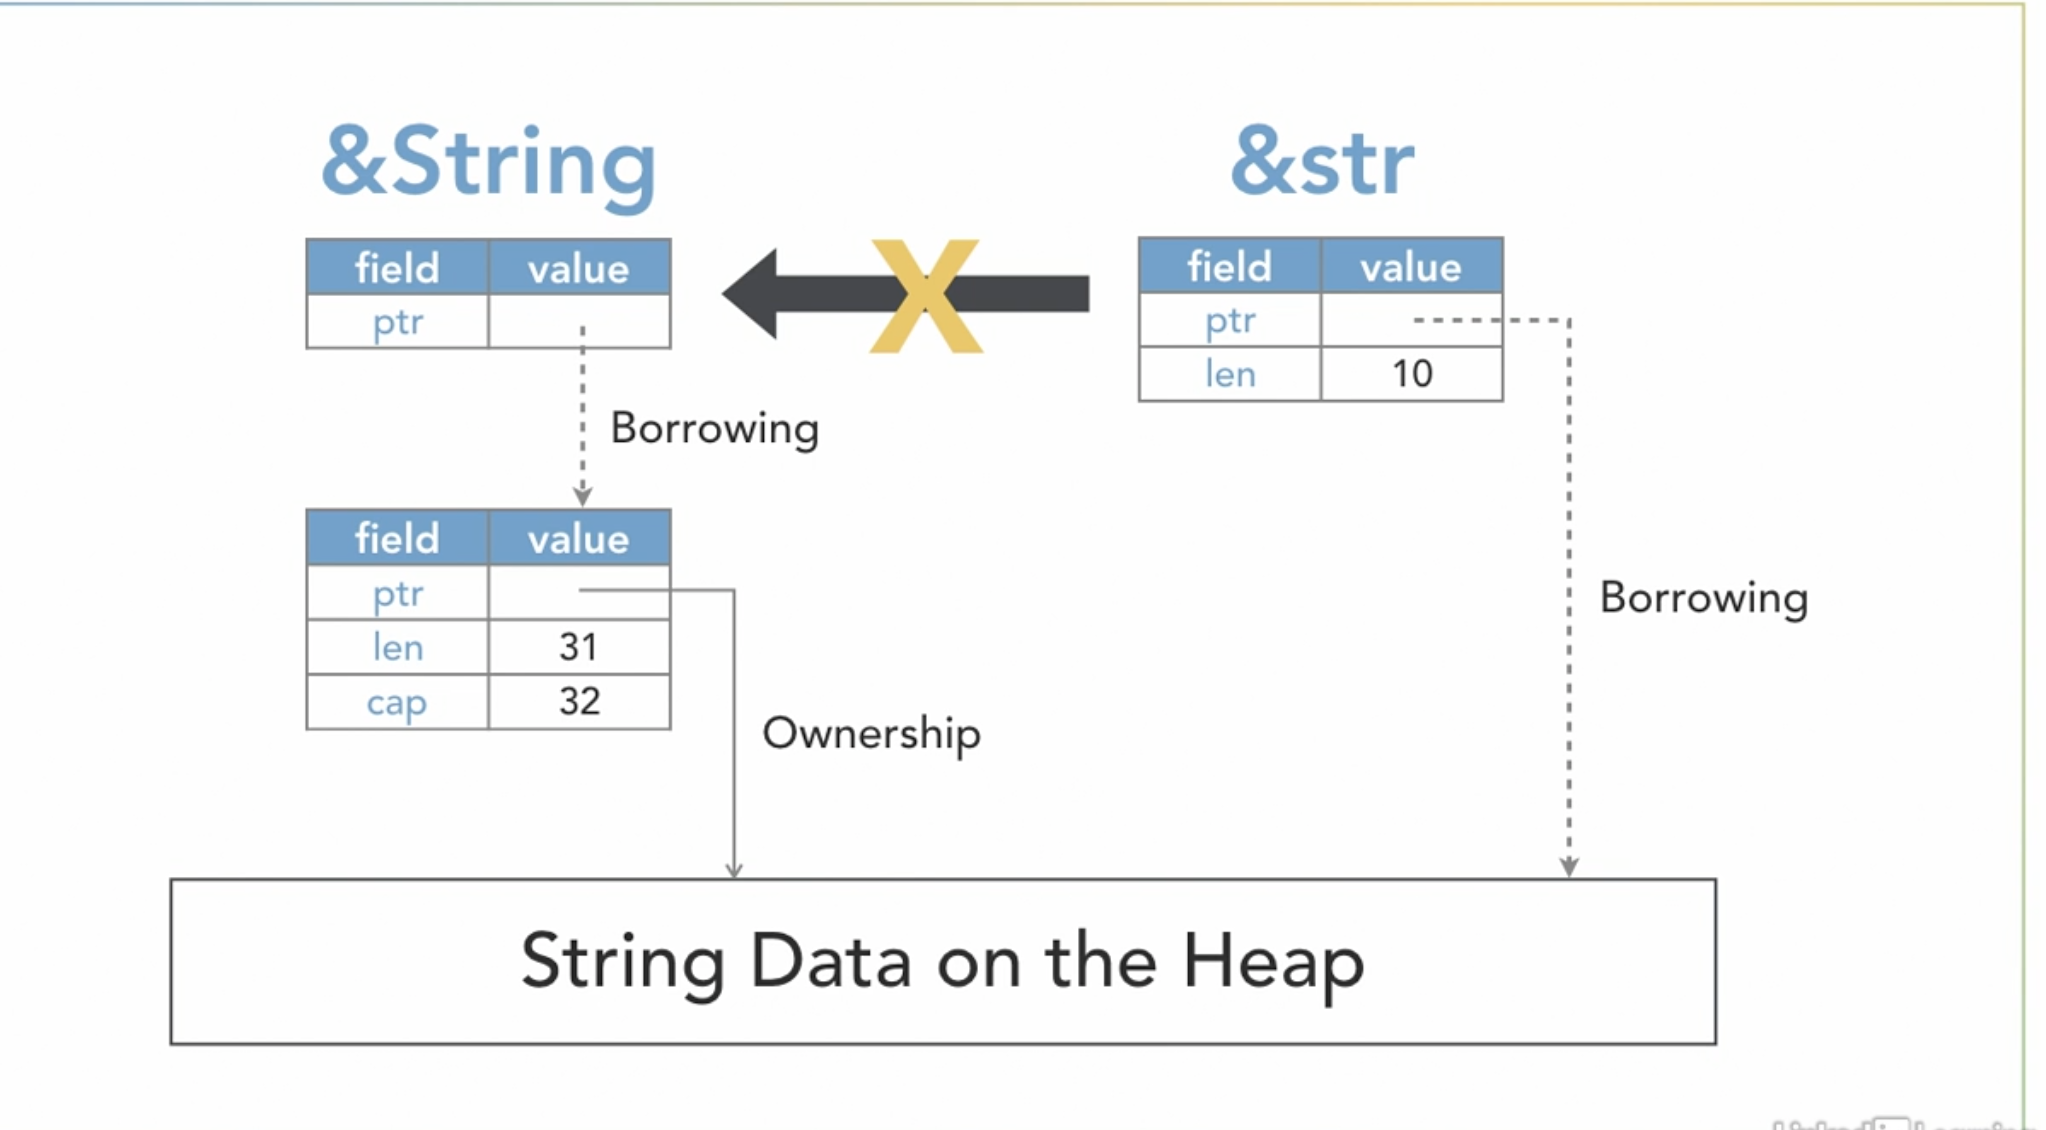 &String
&str
field value
ptr
X
field value
ptr
len 10
Borrowing
field value
ptr
len 31
cap 32
Ownership
Borrowing
String Data on the Heap